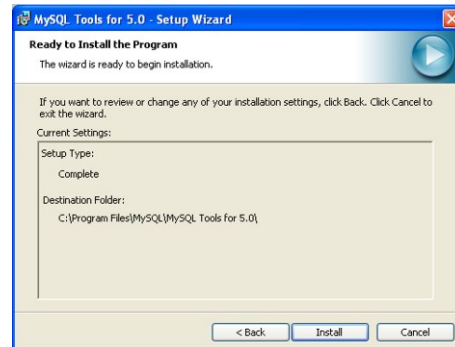 MySQL Tools for 5.0 - Setup Wizard
Ready to Install the Program
The wizard is ready to begin installation.
If you want to review or change any of your installation settings, click Back. Click Cancel to
exit the wizard.
Current Settings:
Setup Type:
Complete
Destination Folder:
C:\Program Files\MySQL\MySQL Tools for 5.0\
< Back Install Cancel